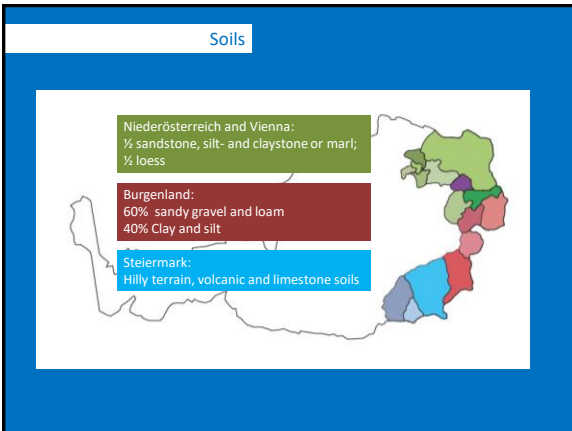 Soils
Niederösterreich and Vienna:
½ sandstone, silt- and claystone or marl;
½ loess
Burgenland:
60% sandy gravel and loam
40% Clay and silt
Steiermark:
Hilly terrain, volcanic and limestone soils